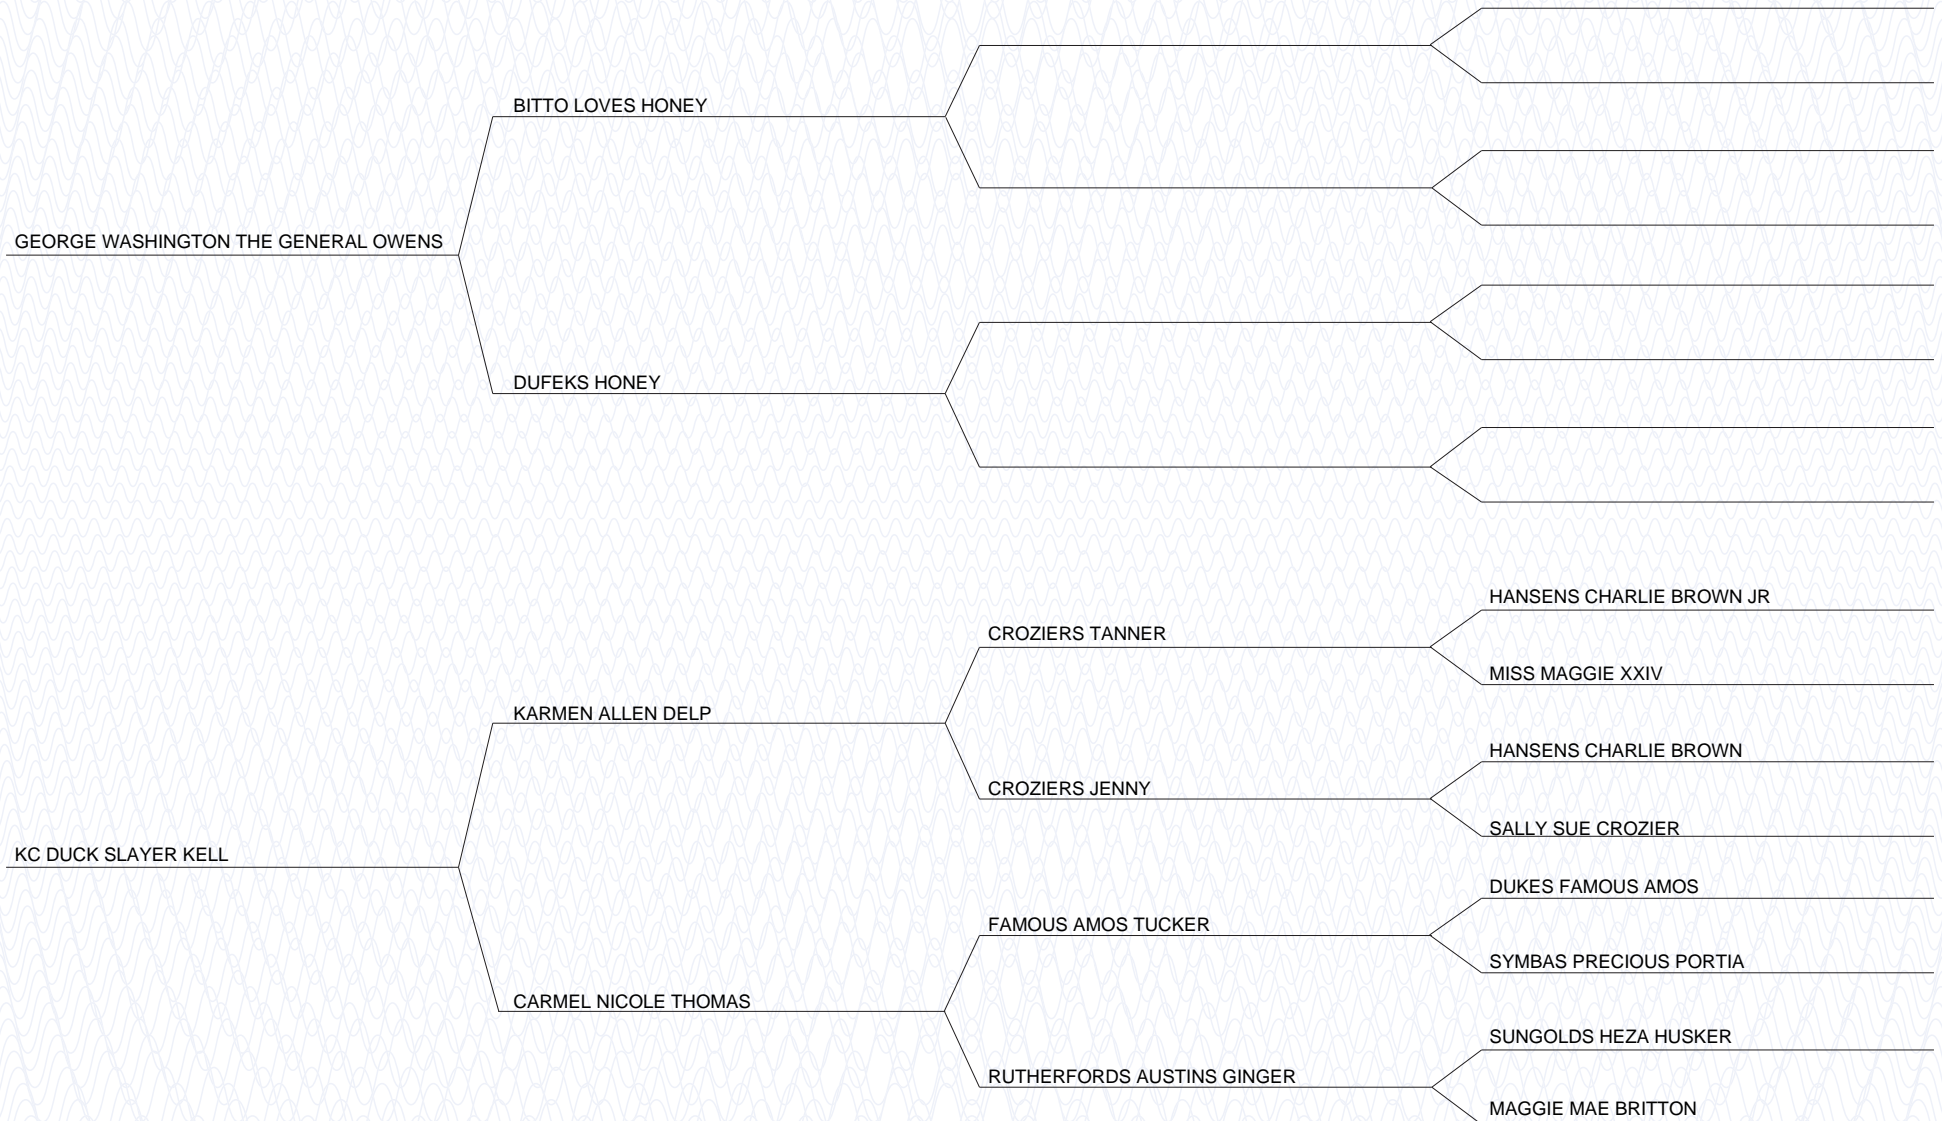 BITTO LOVES HONEY
GEORGE WASHINGTON THE GENERAL OWENS
DUFEKS HONEY
HANSENS CHARLIE BROWN JR
CROZIERS TANNER
MISS MAGGIE XXIV
KARMEN ALLEN DELP
HANSENS CHARLIE BROWN
CROZIERS JENNY
SALLY SUE CROZIER
KC DUCK SLAYER KELL
DUKES FAMOUS AMOS
FAMOUS AMOS TUCKER
SYMBAS PRECIOUS PORTIA
CARMEL NICOLE THOMAS
SUNGOLDS HEZA HUSKER
RUTHERFORDS AUSTINS GINGER
MAGGIE MAE BRITTON